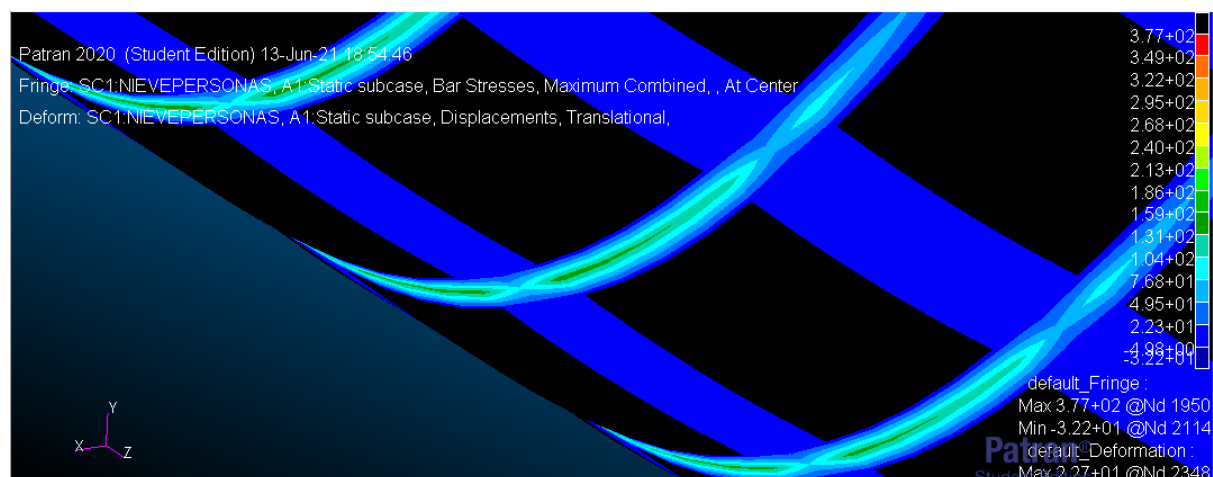 Patran 2020 (Student Edition) 13-Jun-21 18:54:46
Fringe: SC1:NIEVEPERSONAS, A1:Static subcase, Bar Stresses, Maximum Combined, , At Center
Deform: SC1:NIEVEPERSONAS, A1:Static subcase, Displacements, Translational,
3.77+02
3.49+02
3.22+02
2.95+02
2.68+02
2.40+02
2.13+02
1.86+02
1.59+02
1.31+02
1.04+02
7.68+01
4.95+01
2.23+01
-4.98+00
-3.22+01
default_Fringe :
Max 3.77+02 @Nd 1950
Min -3.22+01 @Nd 2114
Patran®
default_Deformation :
Max 2.27+01 @Nd 2348
Y
X
Z